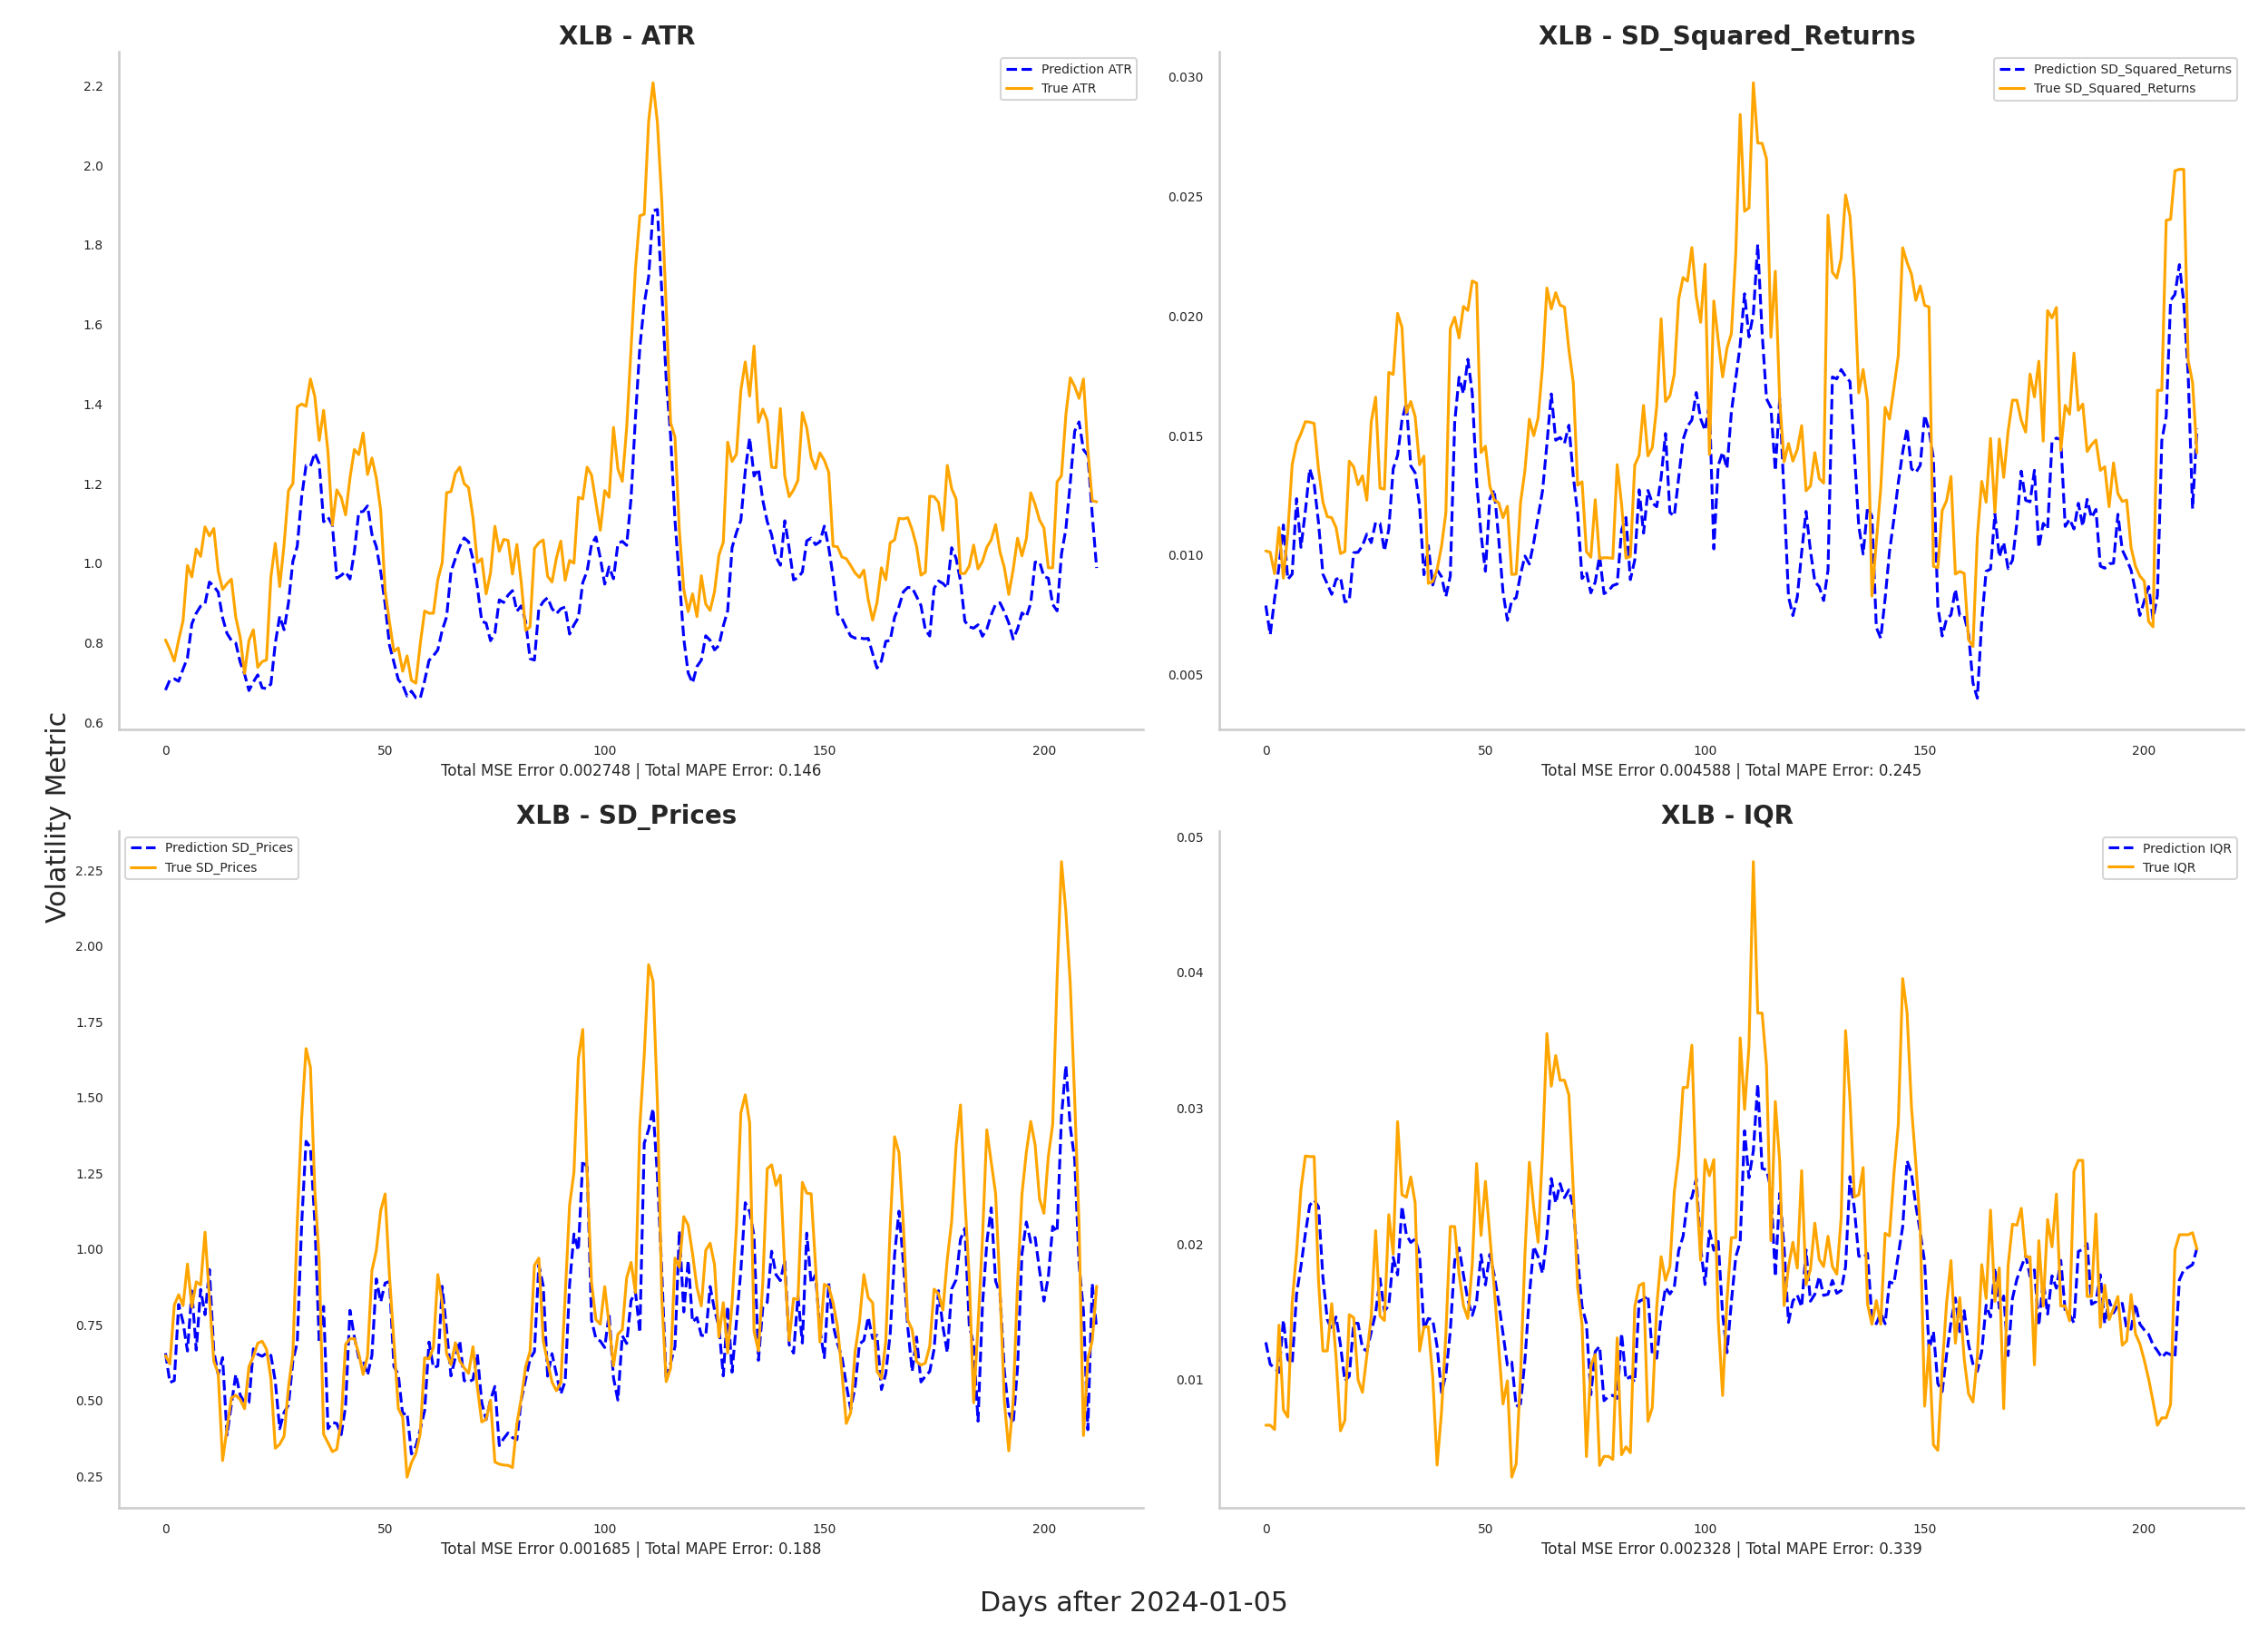 XLB - ATR
Prediction ATR
True ATR
2.2
2.0
1.8
1.6
1.4
1.2
1.0
0.8
0.6
0
50
100
150
200
Total MSE Error 0.002748 | Total MAPE Error: 0.146
XLB - SD_Squared_Returns
Prediction SD_Squared_Returns
True SD_Squared_Returns
0.030
0.025
0.020
0.015
0.010
0.005
0
50
100
150
200
Total MSE Error 0.004588 | Total MAPE Error: 0.245
Volatility Metric
XLB - SD_Prices
Prediction SD_Prices
True SD_Prices
2.25
2.00
1.75
1.50
1.25
1.00
0.75
0.50
0.25
0
50
100
150
200
Total MSE Error 0.001685 | Total MAPE Error: 0.188
XLB - IQR
Prediction IQR
True IQR
0.05
0.04
0.03
0.02
0.01
0
50
100
150
200
Total MSE Error 0.002328 | Total MAPE Error: 0.339
Days after 2024-01-05